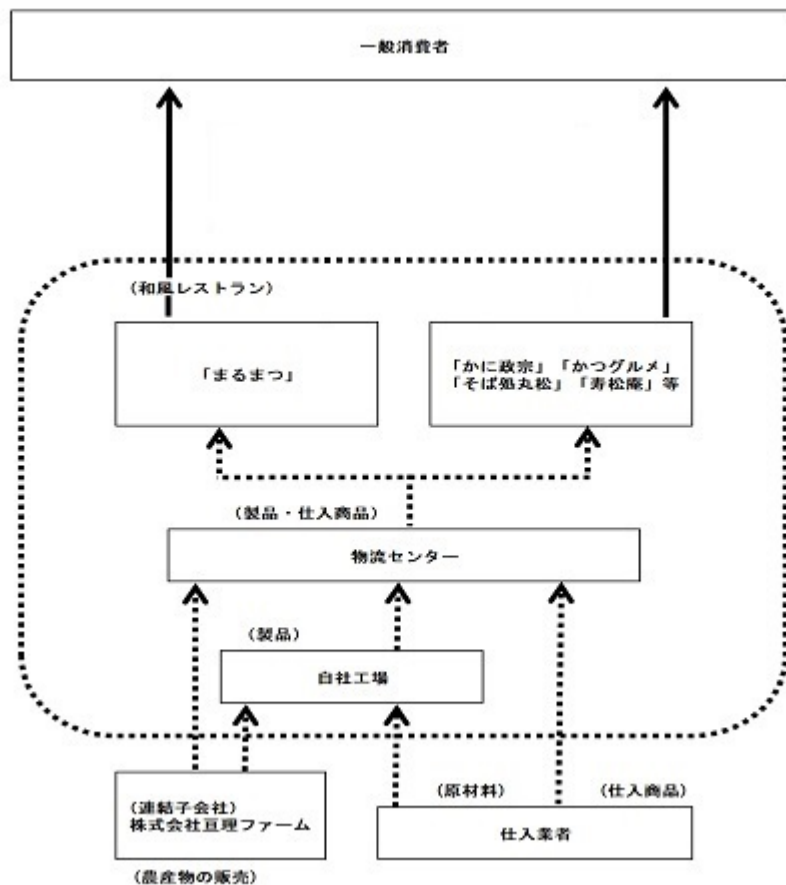 一般消費者
（和風レストラン）
「まるまつ」
「かに政宗」「かつグルメ」
「そば処丸松」「寿松庵」等
（製品・仕入商品）
物流センター
（製品）
自社工場
（連結子会社）
株式会社亘理ファーム
（農産物の販売）
（原材料）
（仕入商品）
仕入業者